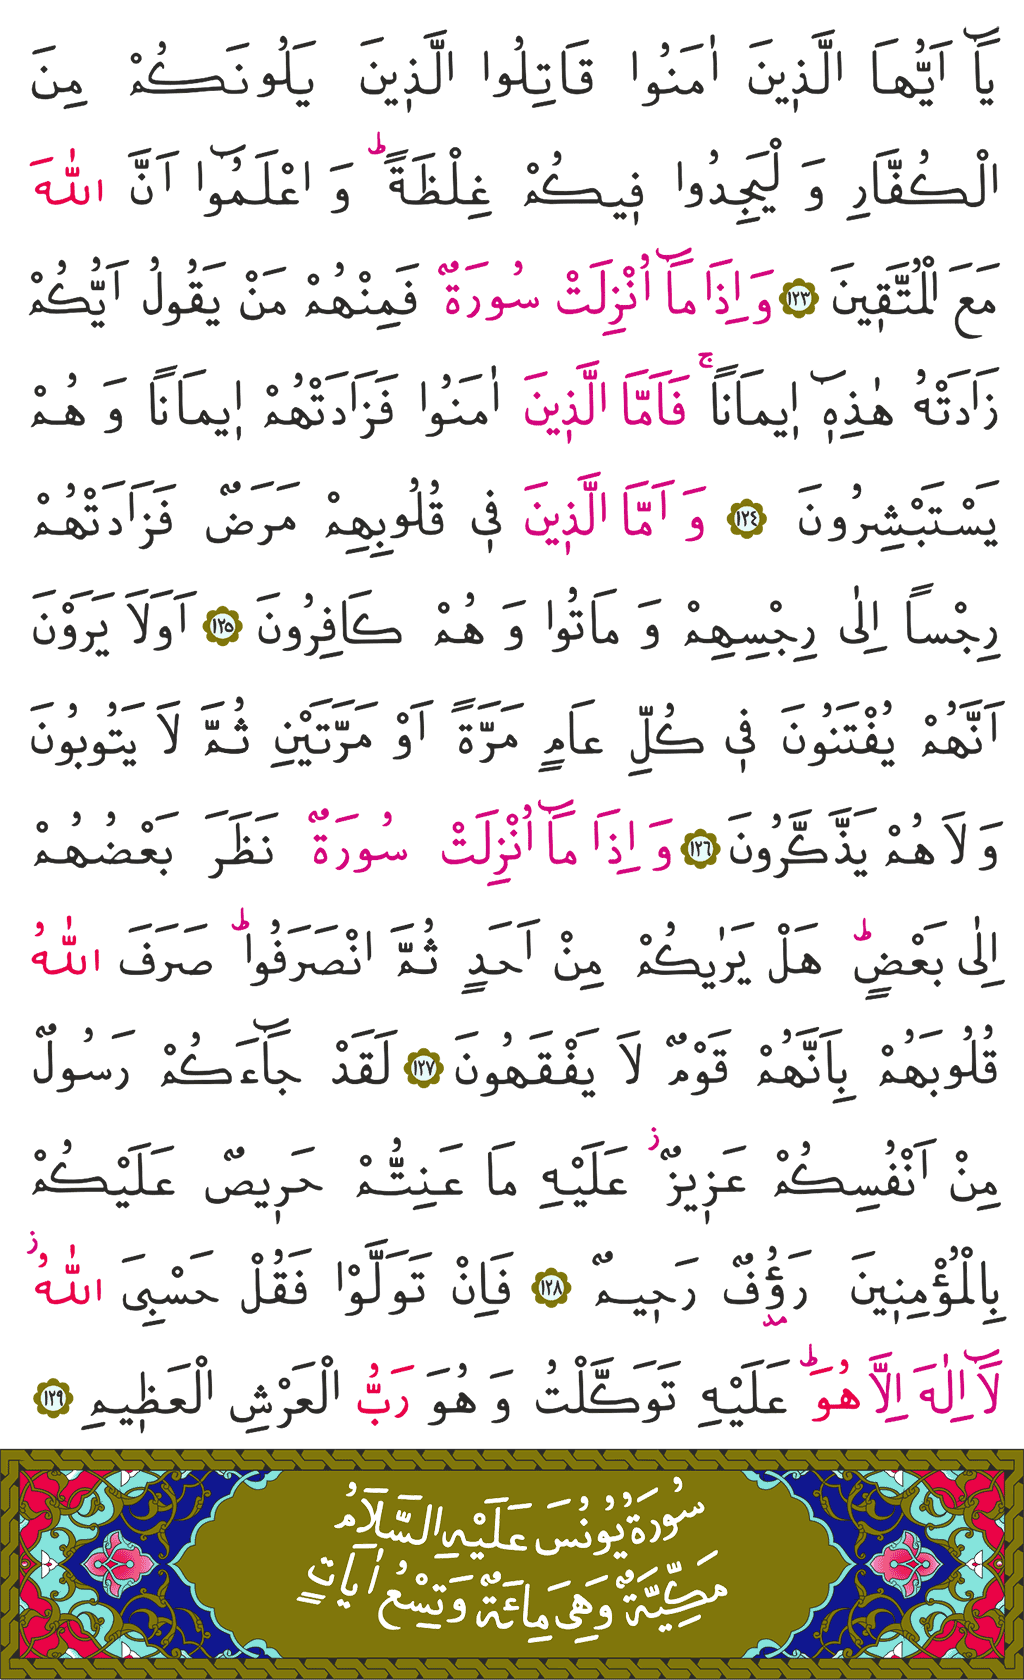 يَٓا اَيُّهَا الَّذ۪ينَ اٰمَنُوا قَاتِلُوا الَّذ۪ينَ يَلُونَكُمْ مِنَ
الْكُفَّارِ وَ لْيَجِدُوا ف۪يكُمْ غِلْظَةًۜ وَ اعْلَمُٓوا اَنَّ اللّٰهَ
مَعَ الْمُتَّق۪ينَ ﴿١٢٣﴾ وَ اِذَا مَٓا اُنْزِلَتْ سُورَةٌ فَمِنْهُمْ مَنْ يَقُولُ اَيُّكُمْ
زَادَتْهُ هٰذِه۪ٓ ا۪يمَانًاۚ فَاَمَّا الَّذ۪ينَ اٰمَنُوا فَزَادَتْهُمْ ا۪يمَانًا وَ هُمْ
يَسْتَبْشِرُونَ ﴿١٢٤﴾ وَ اَمَّا الَّذ۪ينَ ف۪ي قُلُوبِهِمْ مَرَضٌ فَزَادَتْهُمْ
رِجْساً اِلٰى رِجْسِهِمْ وَ مَاتُوا وَ هُمْ كَافِرُونَ ﴿١٢٥﴾ اَوَلَا يَرَوْنَ
اَنَّهُمْ يُفْتَنُونَ ف۪ي كُلِّ عَامٍ مَرَّةً اَوْ مَرَّتَيْنِ ثُمَّ لَا يَتُوبُونَ
وَلَا هُمْ يَذَّكَّرُونَ ﴿١٢٦﴾ وَ اِذَا مَٓا اُنْزِلَتْ سُورَةٌ نَظَرَ بَعْضُهُمْ
اِلٰى بَعْضٍۜ هَلْ يَرٰيكُمْ مِنْ اَحَدٍ ثُمَّ انْصَرَفُواۜ صَرَفَ اللّٰهُ
قُلُوبَهُمْ بِاَنَّهُمْ قَوْمٌ لَا يَفْقَهُونَ ﴿١٢٧﴾ لَقَدْ جَٓاءَكُمْ رَسُولٌ
مِنْ اَنْفُسِكُمْ عَز۪يزٌۘ عَلَيْهِ مَا عَنِتُّمْ حَر۪يصٌ عَلَيْكُمْ
بِالْمُؤْمِن۪ينَ رَؤُ۫فٌ رَح۪يمٌ ﴿١٢٨﴾ فَاِنْ تَوَلَّوْا فَقُلْ حَسْبِيَ اللّٰهُۘ
لَٓا اِلٰهَ اِلَّا هُوَۜ عَلَيْهِ تَوَكَّلْتُ وَ هُوَ رَبُّ الْعَرْشِ الْعَظ۪يمِ ﴿١٢٩﴾
سُورَةُ يُونُسَ عَلَيْهِ السَّلَامُ
مَكِّيَّةٌ وَهِيَ مِائَةٌ وَتِسْعُ اٰيَاتٍ